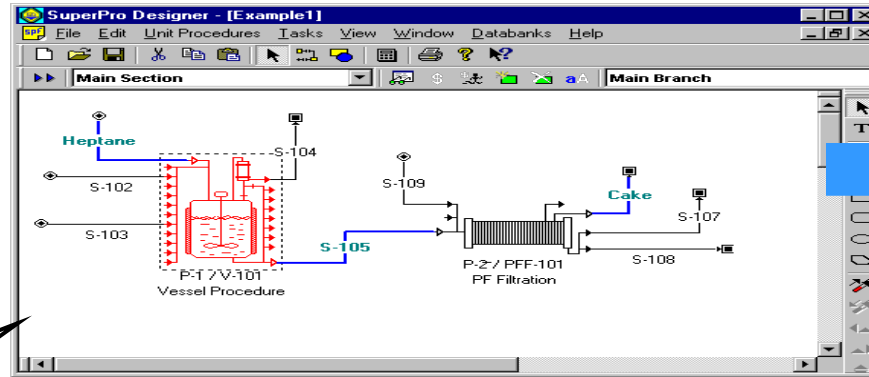 SuperPro Designer - [Example1]
File Edit Unit Procedures Tasks View Window Databanks Help
Main Section Main Branch
Heptane
S-104
S-102
S-109
Cake
S-103
S-107
S-105
S-108
P-1 / V-101
Vessel Procedure
P-2 / PFF-101
PF Filtration
T